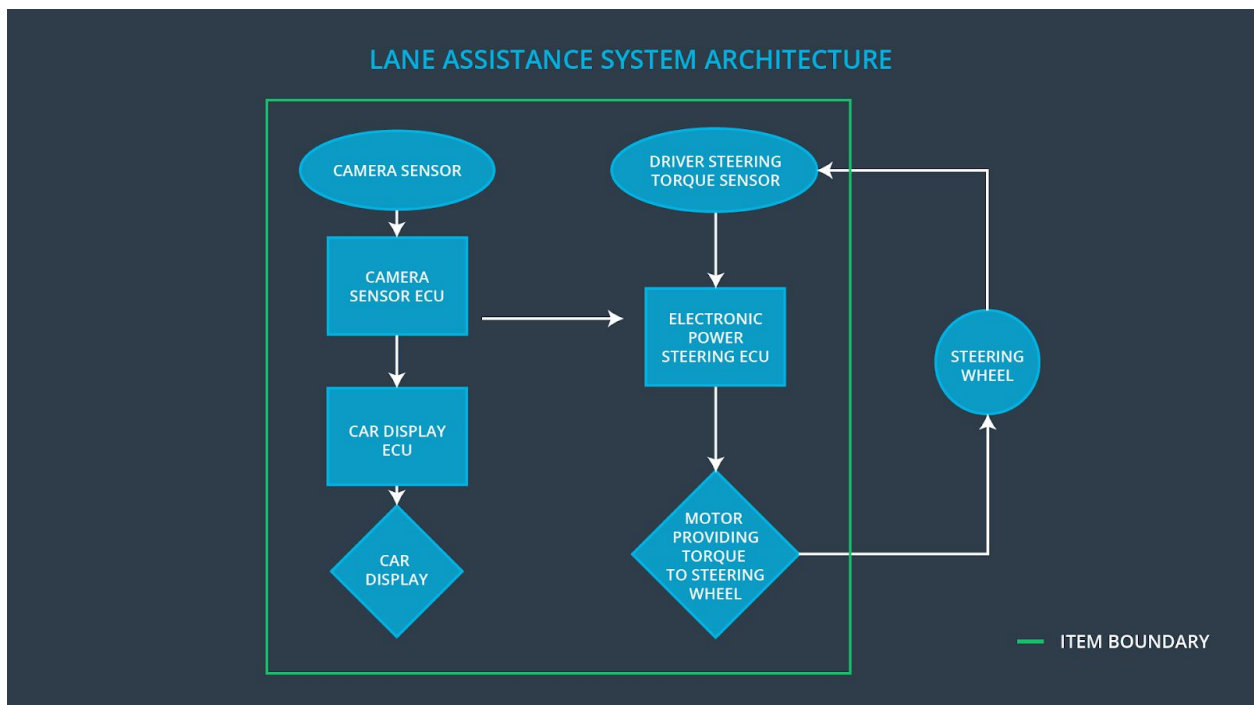 LANE ASSISTANCE SYSTEM ARCHITECTURE
CAMERA SENSOR
CAMERA
SENSOR ECU
CAR DISPLAY
ECU
CAR
DISPLAY
DRIVER STEERING
TORQUE SENSOR
ELECTRONIC
POWER
STEERING ECU
MOTOR
PROVIDING
TORQUE
TO STEERING
WHEEL
STEERING
WHEEL
ITEM BOUNDARY